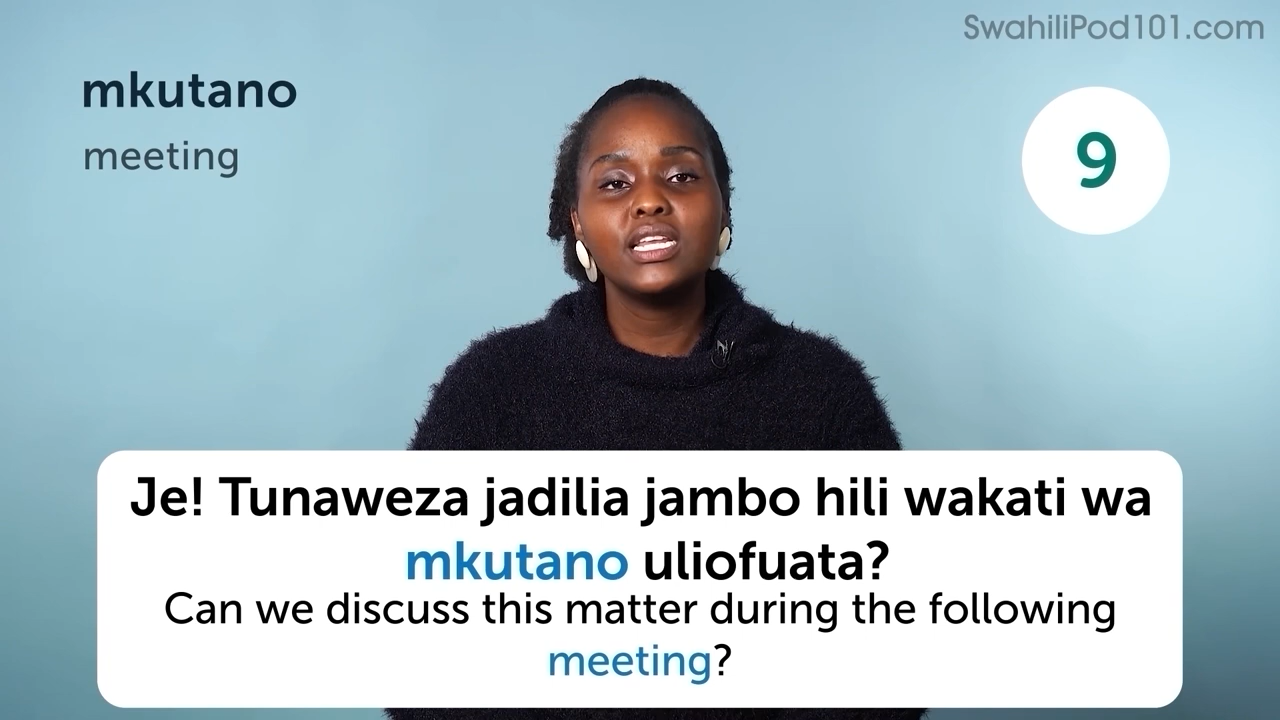 SwahiliPod101.com
mkutano
meeting
9
Je! Tunaweza jadilia jambo hili wakati wa
mkutano uliofuata?
Can we discuss this matter during the following
meeting?